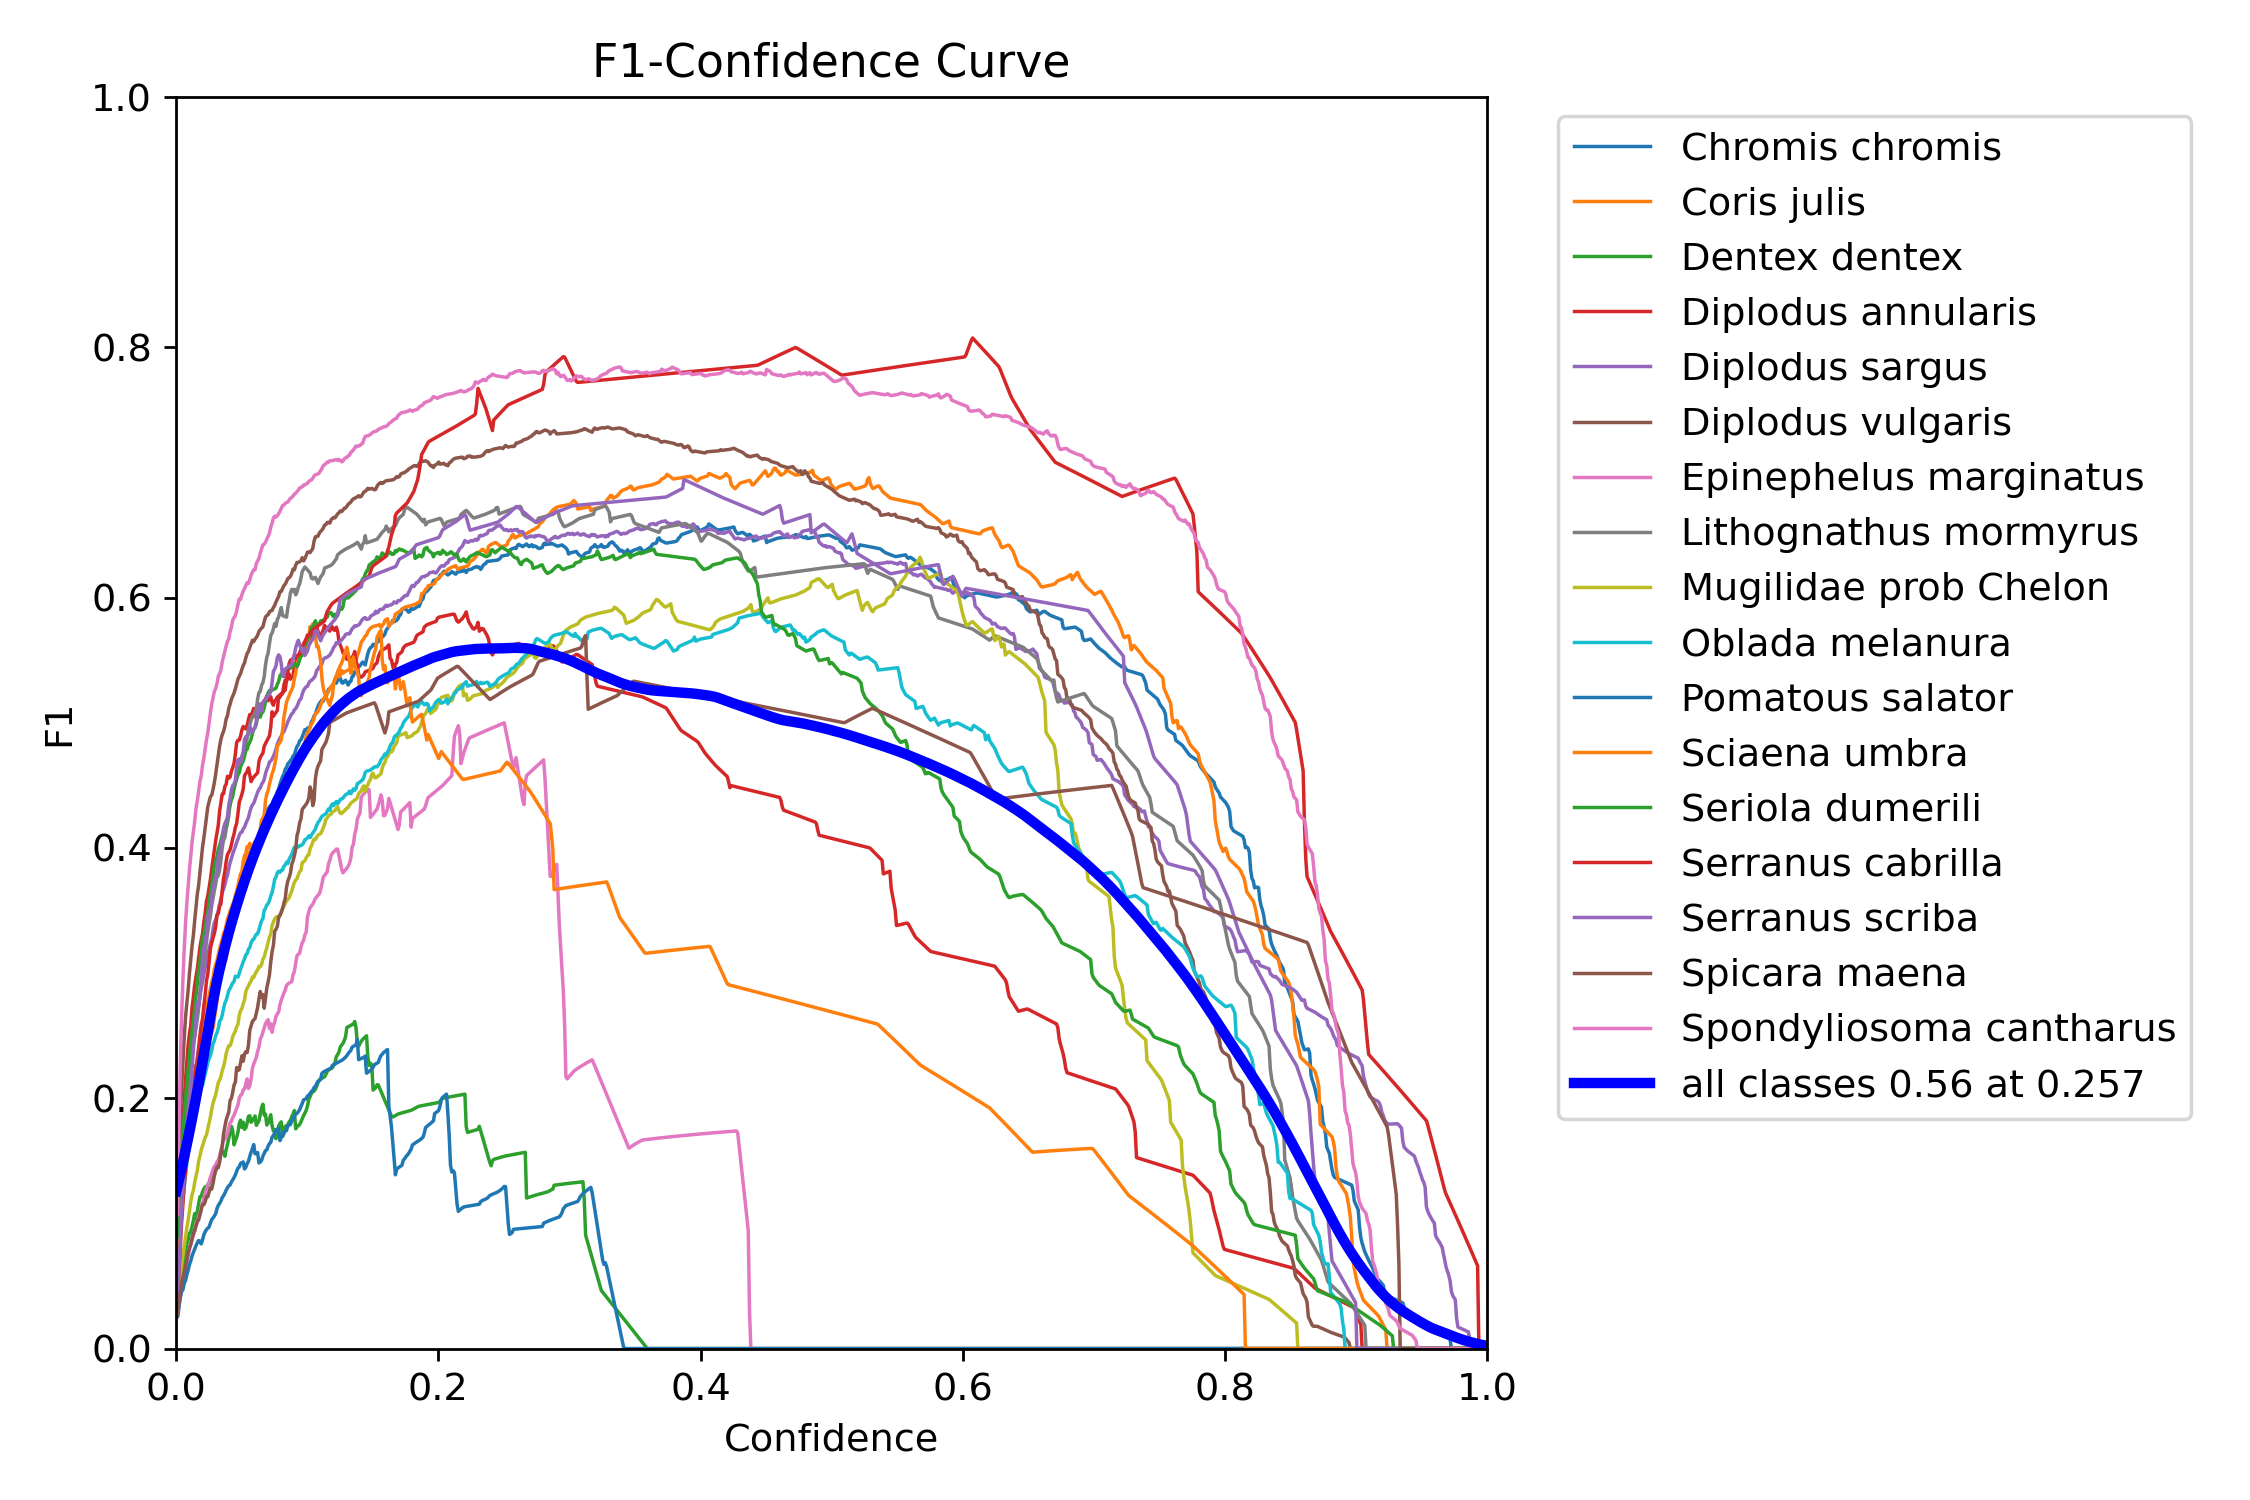 F1-Confidence Curve
1.0
0.8
0.6
0.4
0.2
0.0
F1
0.0 0.2 0.4 0.6 0.8 1.0
Confidence
Chromis chromis
Coris julis
Dentex dentex
Diplodus annularis
Diplodus sargus
Diplodus vulgaris
Epinephelus marginatus
Lithognathus mormyrus
Mugilidae prob Chelon
Oblada melanura
Pomatous salator
Sciaena umbra
Seriola dumerili
Serranus cabrilla
Serranus scriba
Spicara maena
Spondyliosoma cantharus
all classes 0.56 at 0.257